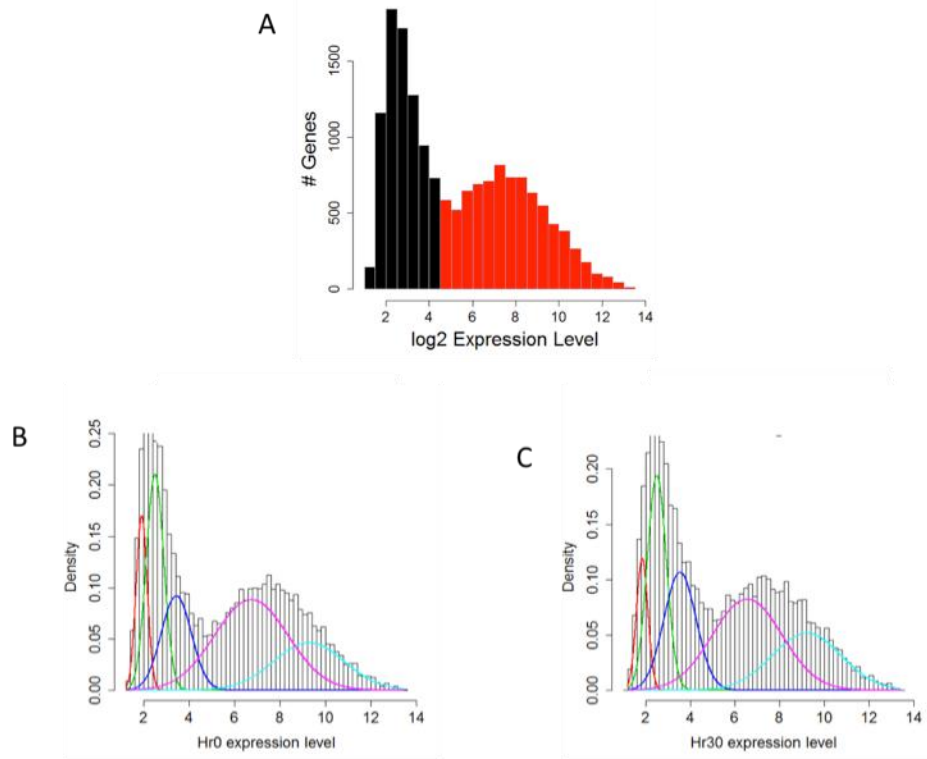 A
# Genes
1500
1000
500
0
2 4 6 8 10 12 14
log2 Expression Level
B
Density
0.25
0.20
0.15
0.10
0.05
0.00
2 4 6 8 10 12 14
Hr0 expression level
C
Density
0.20
0.15
0.10
0.05
0.00
2 4 6 8 10 12 14
Hr30 expression level